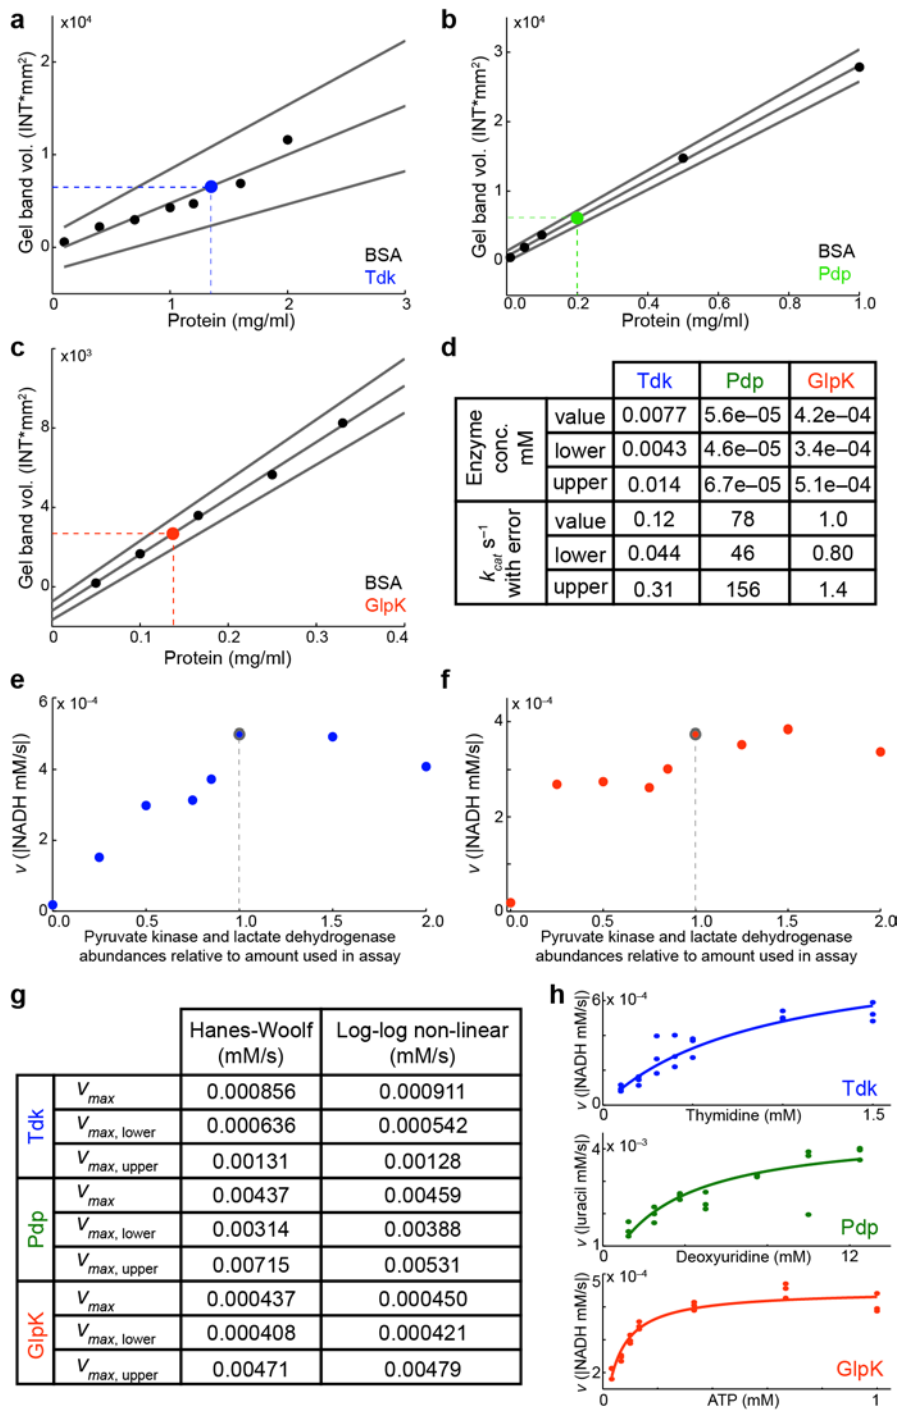 a
x10⁴
2
1
0
Gel band vol. (INT*mm²)
BSA
Tdk
0 1 2 3
Protein (mg/ml)
b
x10⁴
3
2
1
0
Gel band vol. (INT*mm²)
BSA
Pdp
0.0 0.2 0.4 0.6 0.8 1.0
Protein (mg/ml)
c
x10³
8
4
0
Gel band vol. (INT*mm²)
BSA
GlpK
0 0.1 0.2 0.3 0.4
Protein (mg/ml)
d
Tdk Pdp GlpK
Enzyme conc. mM
value 0.0077 5.6e–05 4.2e–04
lower 0.0043 4.6e–05 3.4e–04
upper 0.014 6.7e–05 5.1e–04
kcat s⁻¹ with error
value 0.12 78 1.0
lower 0.044 46 0.80
upper 0.31 156 1.4
e
6
x 10⁻⁴
4
2
0
v (|NADH mM/s|)
0.0 0.5 1.0 1.5 2.0
Pyruvate kinase and lactate dehydrogenase
abundances relative to amount used in assay
f
x 10⁻⁴
4
2
0
v (|NADH mM/s|)
0.0 0.5 1.0 1.5 2.0
Pyruvate kinase and lactate dehydrogenase
abundances relative to amount used in assay
g
Hanes-Woolf (mM/s) Log-log non-linear (mM/s)
Tdk
Vmax 0.000856 0.000911
Vmax, lower 0.000636 0.000542
Vmax, upper 0.00131 0.00128
Pdp
Vmax 0.00437 0.00459
Vmax, lower 0.00314 0.00388
Vmax, upper 0.00715 0.00531
GlpK
Vmax 0.000437 0.000450
Vmax, lower 0.000408 0.000421
Vmax, upper 0.00471 0.00479
h
6 x 10⁻⁴
0
v (|NADH mM/s|)
Tdk
0 1.5
Thymidine (mM)
4 x 10⁻³
1
v (|uracil mM/s|)
Pdp
0 12
Deoxyuridine (mM)
5 x 10⁻⁴
2
v (|NADH mM/s|)
GlpK
0 1
ATP (mM)